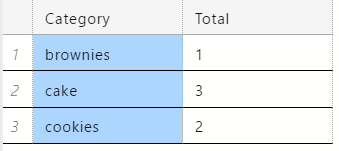 Category Total
1 brownies 1
2 cake 3
3 cookies 2